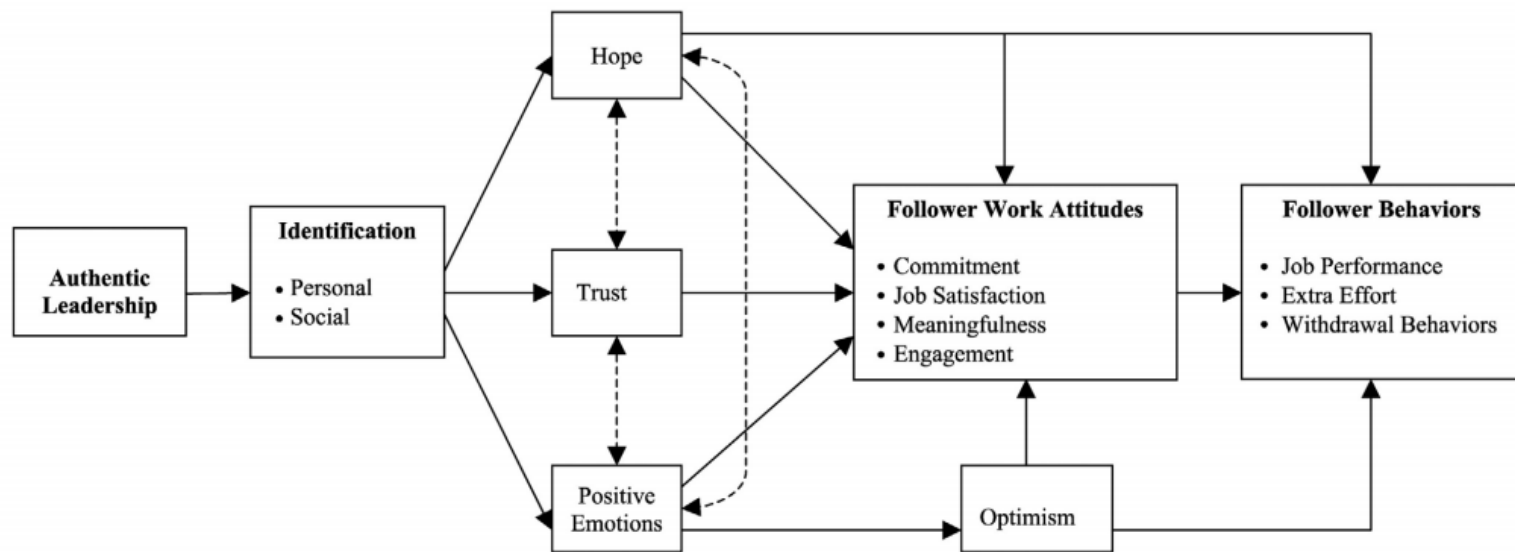 Authentic
Leadership
Identification
• Personal
• Social
Hope
Trust
Positive
Emotions
Follower Work Attitudes
• Commitment
• Job Satisfaction
• Meaningfulness
• Engagement
Optimism
Follower Behaviors
• Job Performance
• Extra Effort
• Withdrawal Behaviors